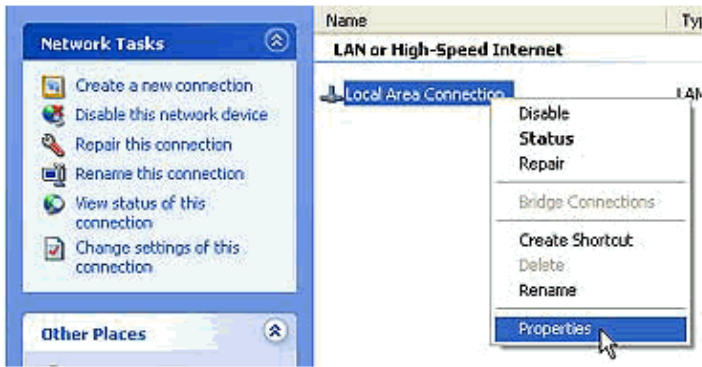 Network Tasks
Create a new connection
Disable this network device
Repair this connection
Rename this connection
View status of this
connection
Change settings of this
connection
Other Places
Name
LAN or High-Speed Internet
Local Area Connection
Disable
Status
Repair
Bridge Connections
Create Shortcut
Delete
Rename
Properties